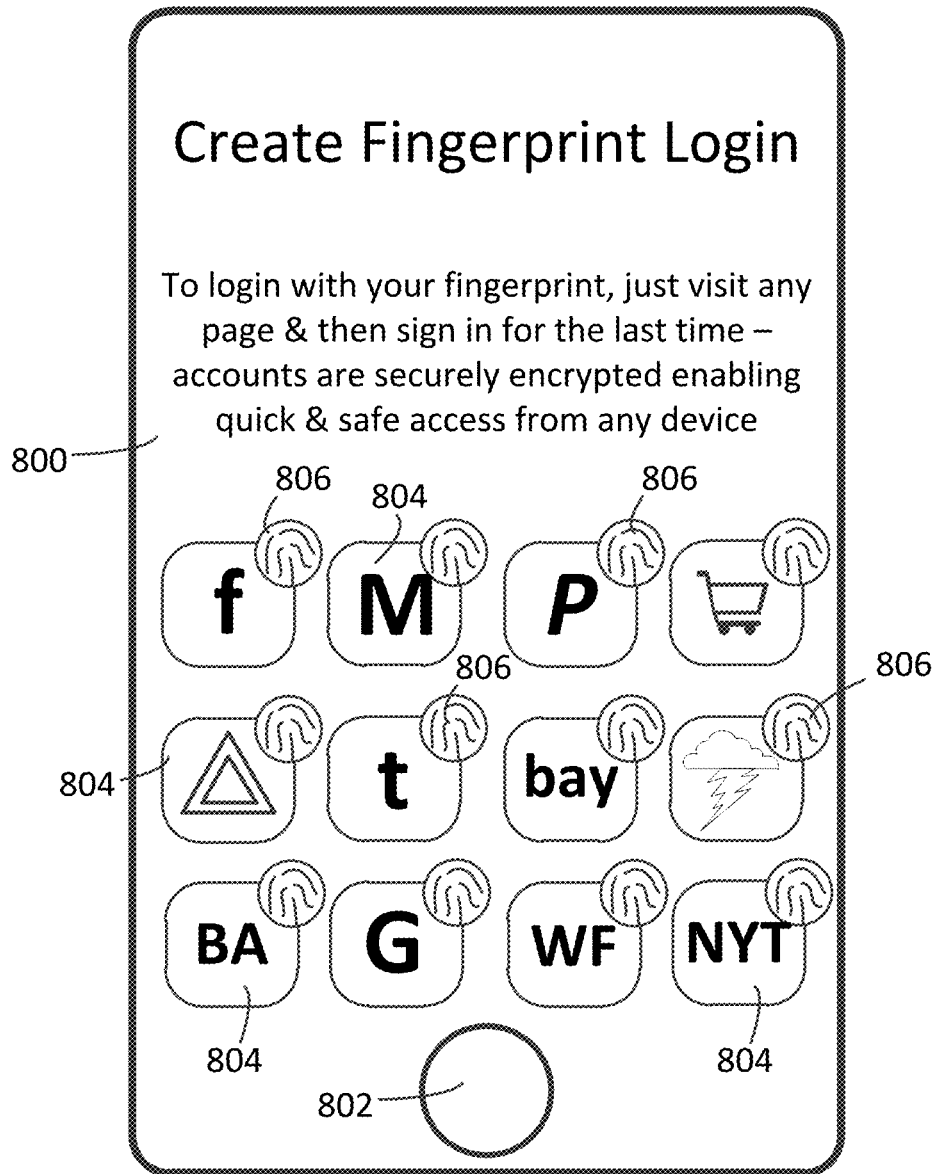 Create Fingerprint Login
To login with your fingerprint, just visit any
page & then sign in for the last time –
accounts are securely encrypted enabling
quick & safe access from any device
800
806
804
806
f
M
P
806
806
804
t
bay
BA
G
WF
NYT
804
804
802